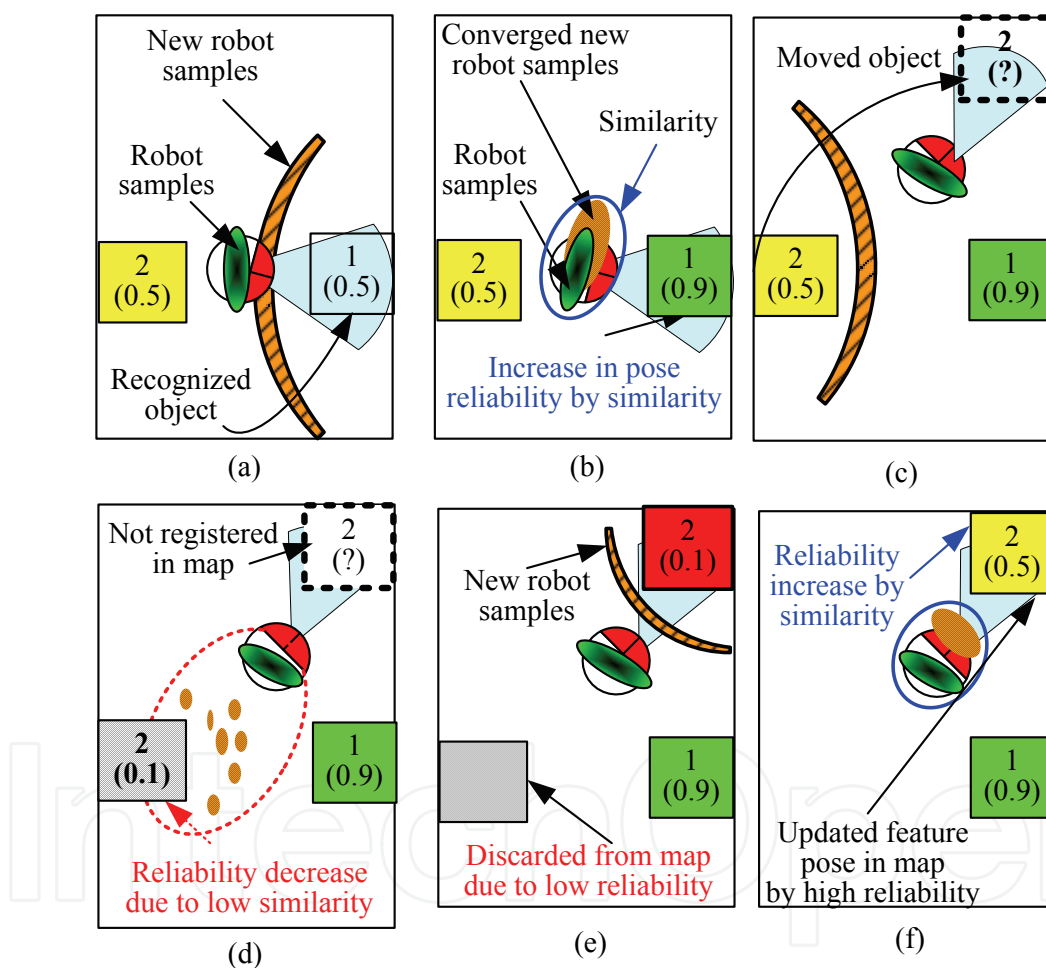 New robot
samples
Robot
samples
2
(0.5)
1
(0.5)
Recognized
object
(a)
Converged new
robot samples
Similarity
Robot
samples
2
(0.5)
1
(0.9)
Increase in pose
reliability by similarity
(b)
Moved object
2
(?)
2
(0.5)
1
(0.9)
(c)
Not registered
in map
2
(?)
2
(0.1)
1
(0.9)
Reliability decrease
due to low similarity
(d)
2
(0.1)
New robot
samples
1
(0.9)
Discarded from map
due to low reliability
(e)
Reliability
increase by
similarity
2
(0.5)
1
(0.9)
Updated feature
pose in map
by high reliability
(f)
InTechOpe